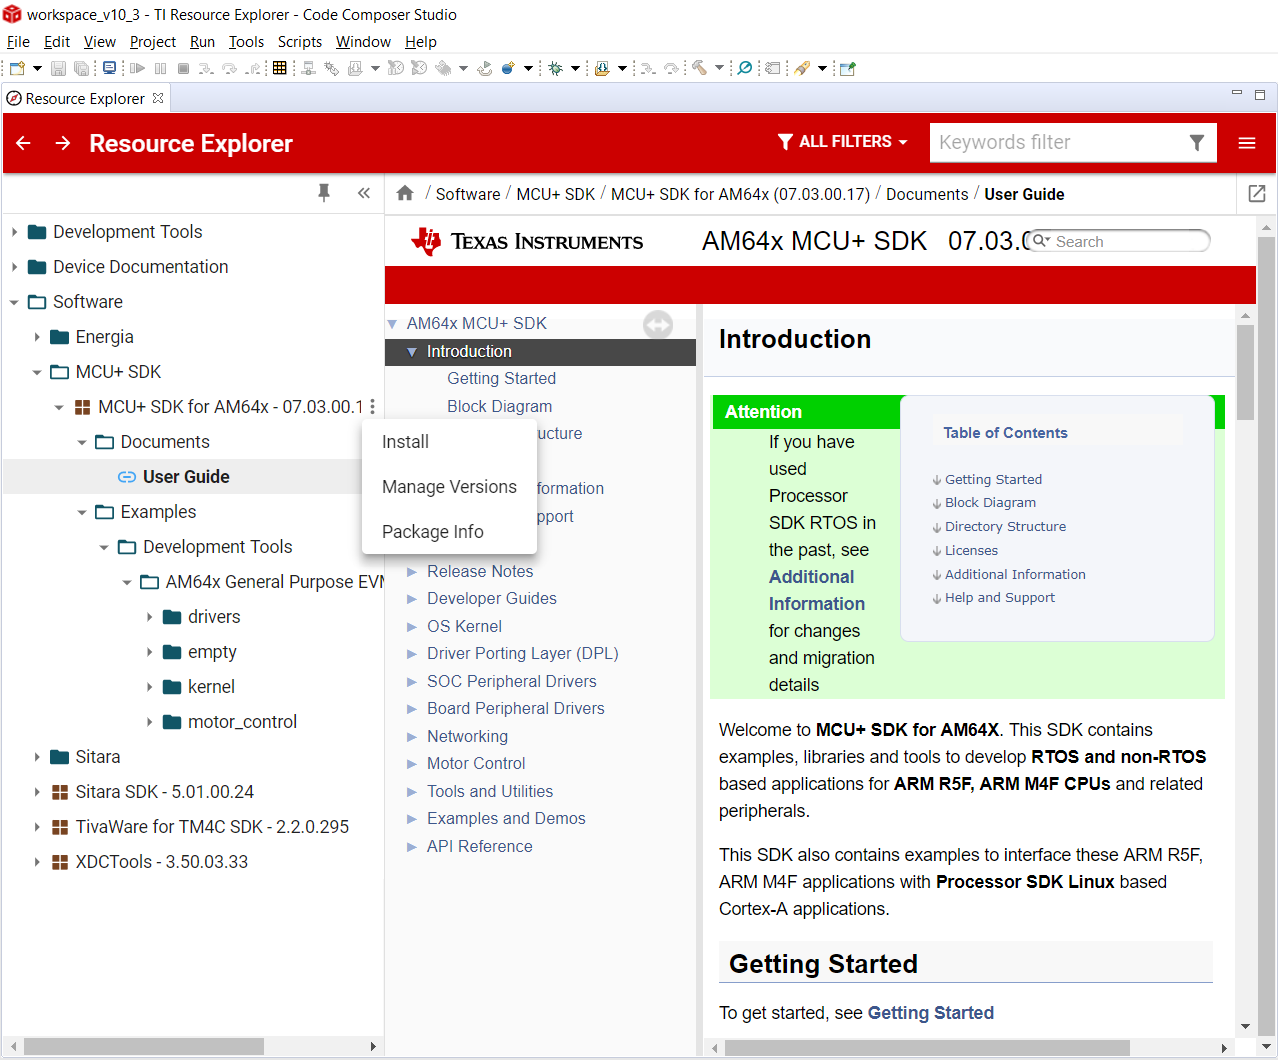 workspace_v10_3 - TI Resource Explorer - Code Composer Studio
File Edit View Project Run Tools Scripts Window Help
Resource Explorer
Resource Explorer
ALL FILTERS
Keywords filter
/ Software / MCU+ SDK / MCU+ SDK for AM64x (07.03.00.17) / Documents / User Guide
Development Tools
Device Documentation
Software
Energia
MCU+ SDK
MCU+ SDK for AM64x - 07.03.00.1
Documents
User Guide
Examples
Development Tools
AM64x General Purpose EVM
drivers
empty
kernel
motor_control
Sitara
Sitara SDK - 5.01.00.24
TivaWare for TM4C SDK - 2.2.0.295
XDCTools - 3.50.03.33
Install
Manage Versions
Package Info
TEXAS INSTRUMENTS
AM64x MCU+ SDK 07.03.0
Search
AM64x MCU+ SDK
Introduction
Getting Started
Block Diagram
ucture
formation
pport
Release Notes
Developer Guides
OS Kernel
Driver Porting Layer (DPL)
SOC Peripheral Drivers
Board Peripheral Drivers
Networking
Motor Control
Tools and Utilities
Examples and Demos
API Reference
Introduction
Attention
If you have
used
Processor
SDK RTOS in
the past, see
Additional
Information
for changes
and migration
details
Table of Contents
Getting Started
Block Diagram
Directory Structure
Licenses
Additional Information
Help and Support
Welcome to MCU+ SDK for AM64X. This SDK contains
examples, libraries and tools to develop RTOS and non-RTOS
based applications for ARM R5F, ARM M4F CPUs and related
peripherals.
This SDK also contains examples to interface these ARM R5F,
ARM M4F applications with Processor SDK Linux based
Cortex-A applications.
Getting Started
To get started, see Getting Started